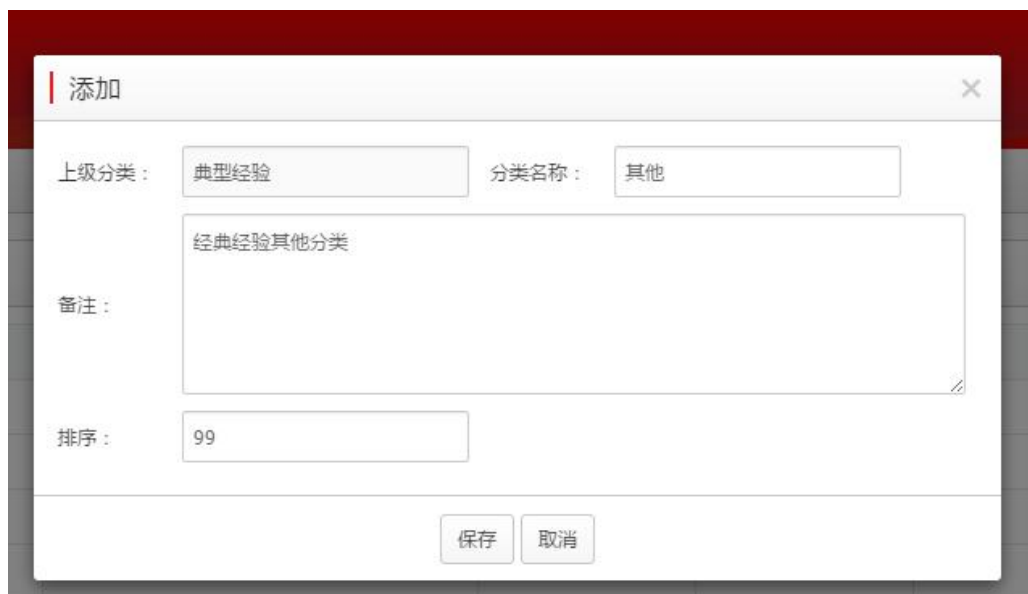 添加
上级分类： 典型经验 分类名称： 其他
经典经验其他分类
备注：
排序： 99
保存 取消